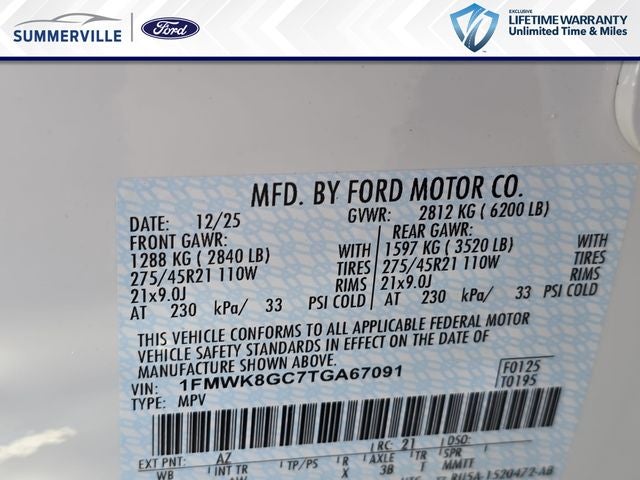 SUMMERVILLE
Ford
EXCLUSIVE
LIFETIME WARRANTY
Unlimited Time & Miles
MFD. BY FORD MOTOR CO.
DATE: 12/25 GVWR: 2812 KG ( 6200 LB)
FRONT GAWR: REAR GAWR:
1288 KG ( 2840 LB) WITH 1597 KG ( 3520 LB) WITH
275/45R21 110W TIRES 275/45R21 110W TIRES
21x9.0J RIMS 21x9.0J RIMS
AT 230 kPa/ 33 PSI COLD AT 230 kPa/ 33 PSI COLD
THIS VEHICLE CONFORMS TO ALL APPLICABLE FEDERAL MOTOR
VEHICLE SAFETY STANDARDS IN EFFECT ON THE DATE OF
MANUFACTURE SHOWN ABOVE.
VIN: 1FMWK8GC7TGA67091 F0125
TYPE: MPV T0195
EXT PNT: AZ RC: 21 DSO:
WB INT TR TP/PS R AXLE TR SPR
X 3B T